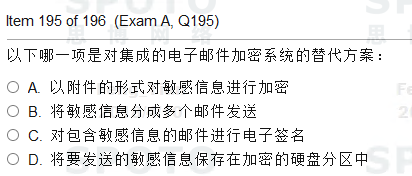 Item 195 of 196  (Exam A, Q195)
以下哪一项是对集成的电子邮件加密系统的替代方案：
A. 以附件的形式对敏感信息进行加密
B. 将敏感信息分成多个邮件发送
C. 对包含敏感信息的邮件进行电子签名
D. 将要发送的敏感信息保存在加密的硬盘分区中